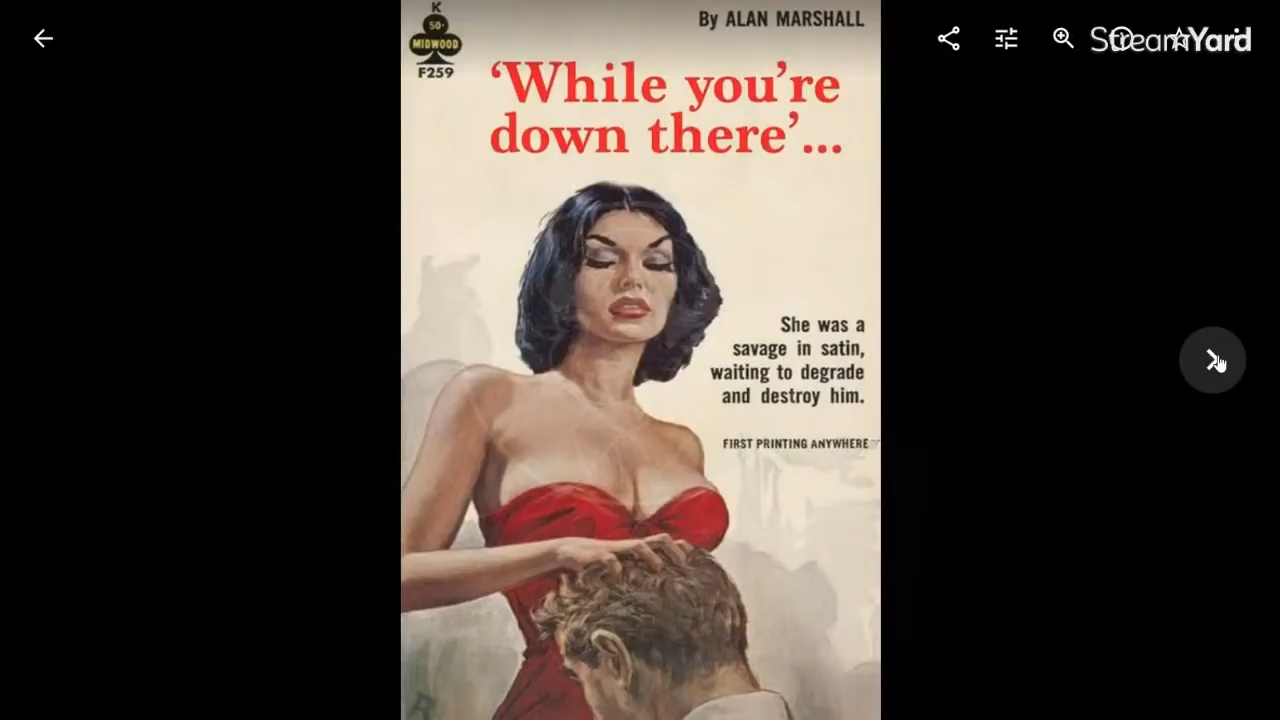 K
50¢
MIDWOOD
F259
By ALAN MARSHALL
StreamYard
‘While you’re
down there’...
She was a
savage in satin,
waiting to degrade
and destroy him.
FIRST PRINTING ANYWHERE